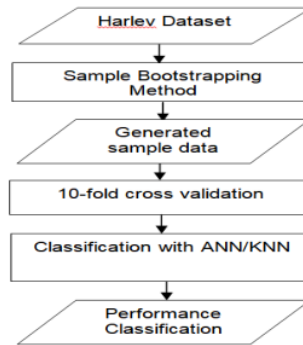 Harlev Dataset
Sample Bootstrapping
Method
Generated
sample data
10-fold cross validation
Classification with ANN/KNN
Performance
Classification